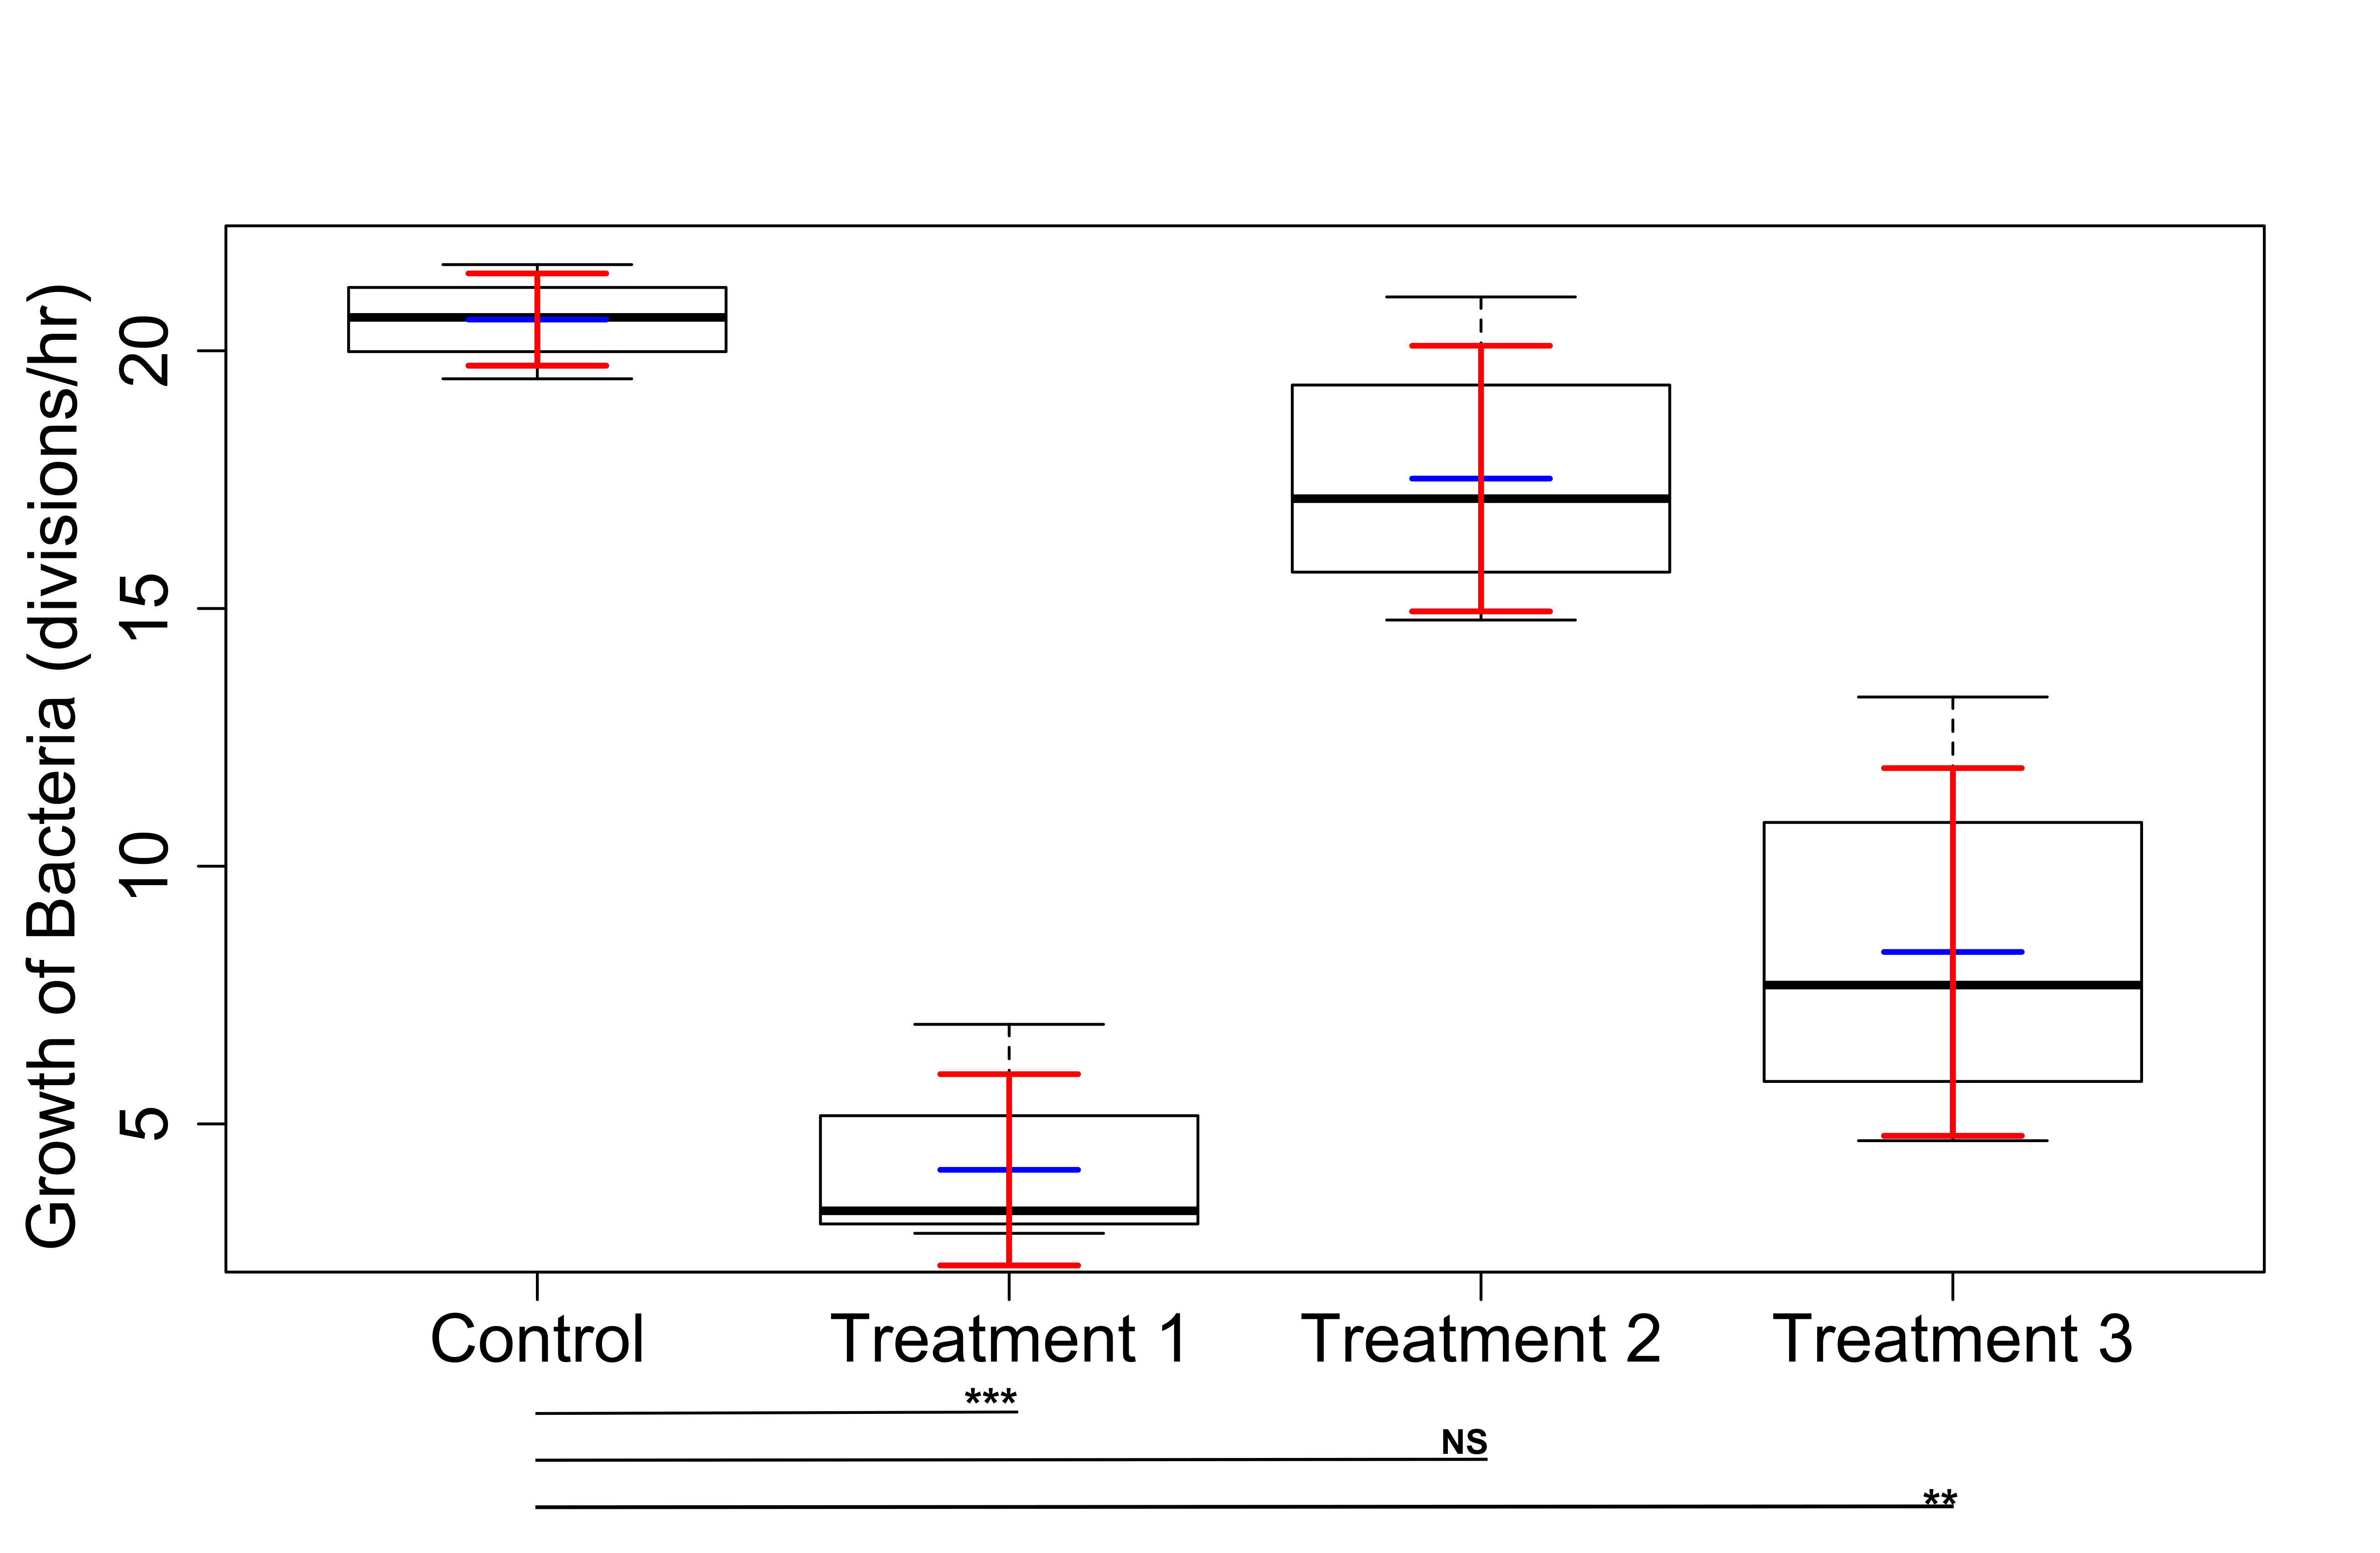 Growth of Bacteria (divisions/hr)
20
15
10
5
Control Treatment 1 Treatment 2 Treatment 3
***
NS
**